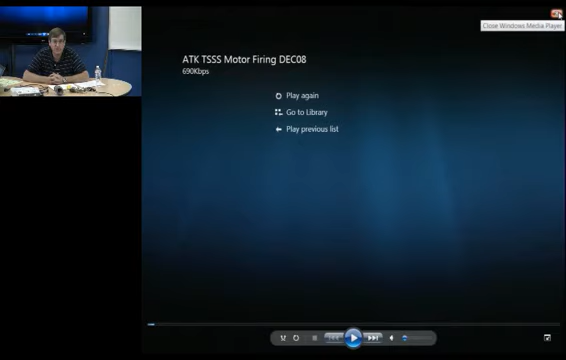 Close Windows Media Player
ATK TSSS Motor Firing DEC08
690Kbps
Play again
Go to Library
Play previous list